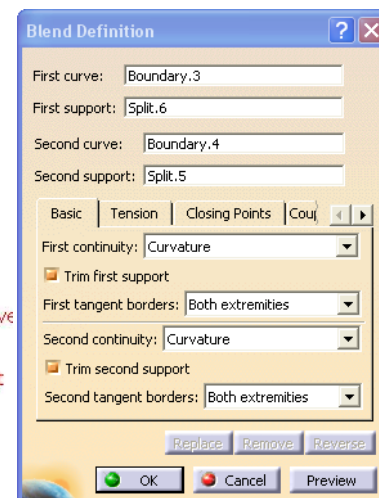 Blend Definition
First curve: Boundary.3
First support: Split.6
Second curve: Boundary.4
Second support: Split.5
Basic Tension Closing Points
First continuity: Curvature
Trim first support
First tangent borders: Both extremities
Second continuity: Curvature
Trim second support
Second tangent borders: Both extremities
Replace Remove Reverse
OK Cancel Preview